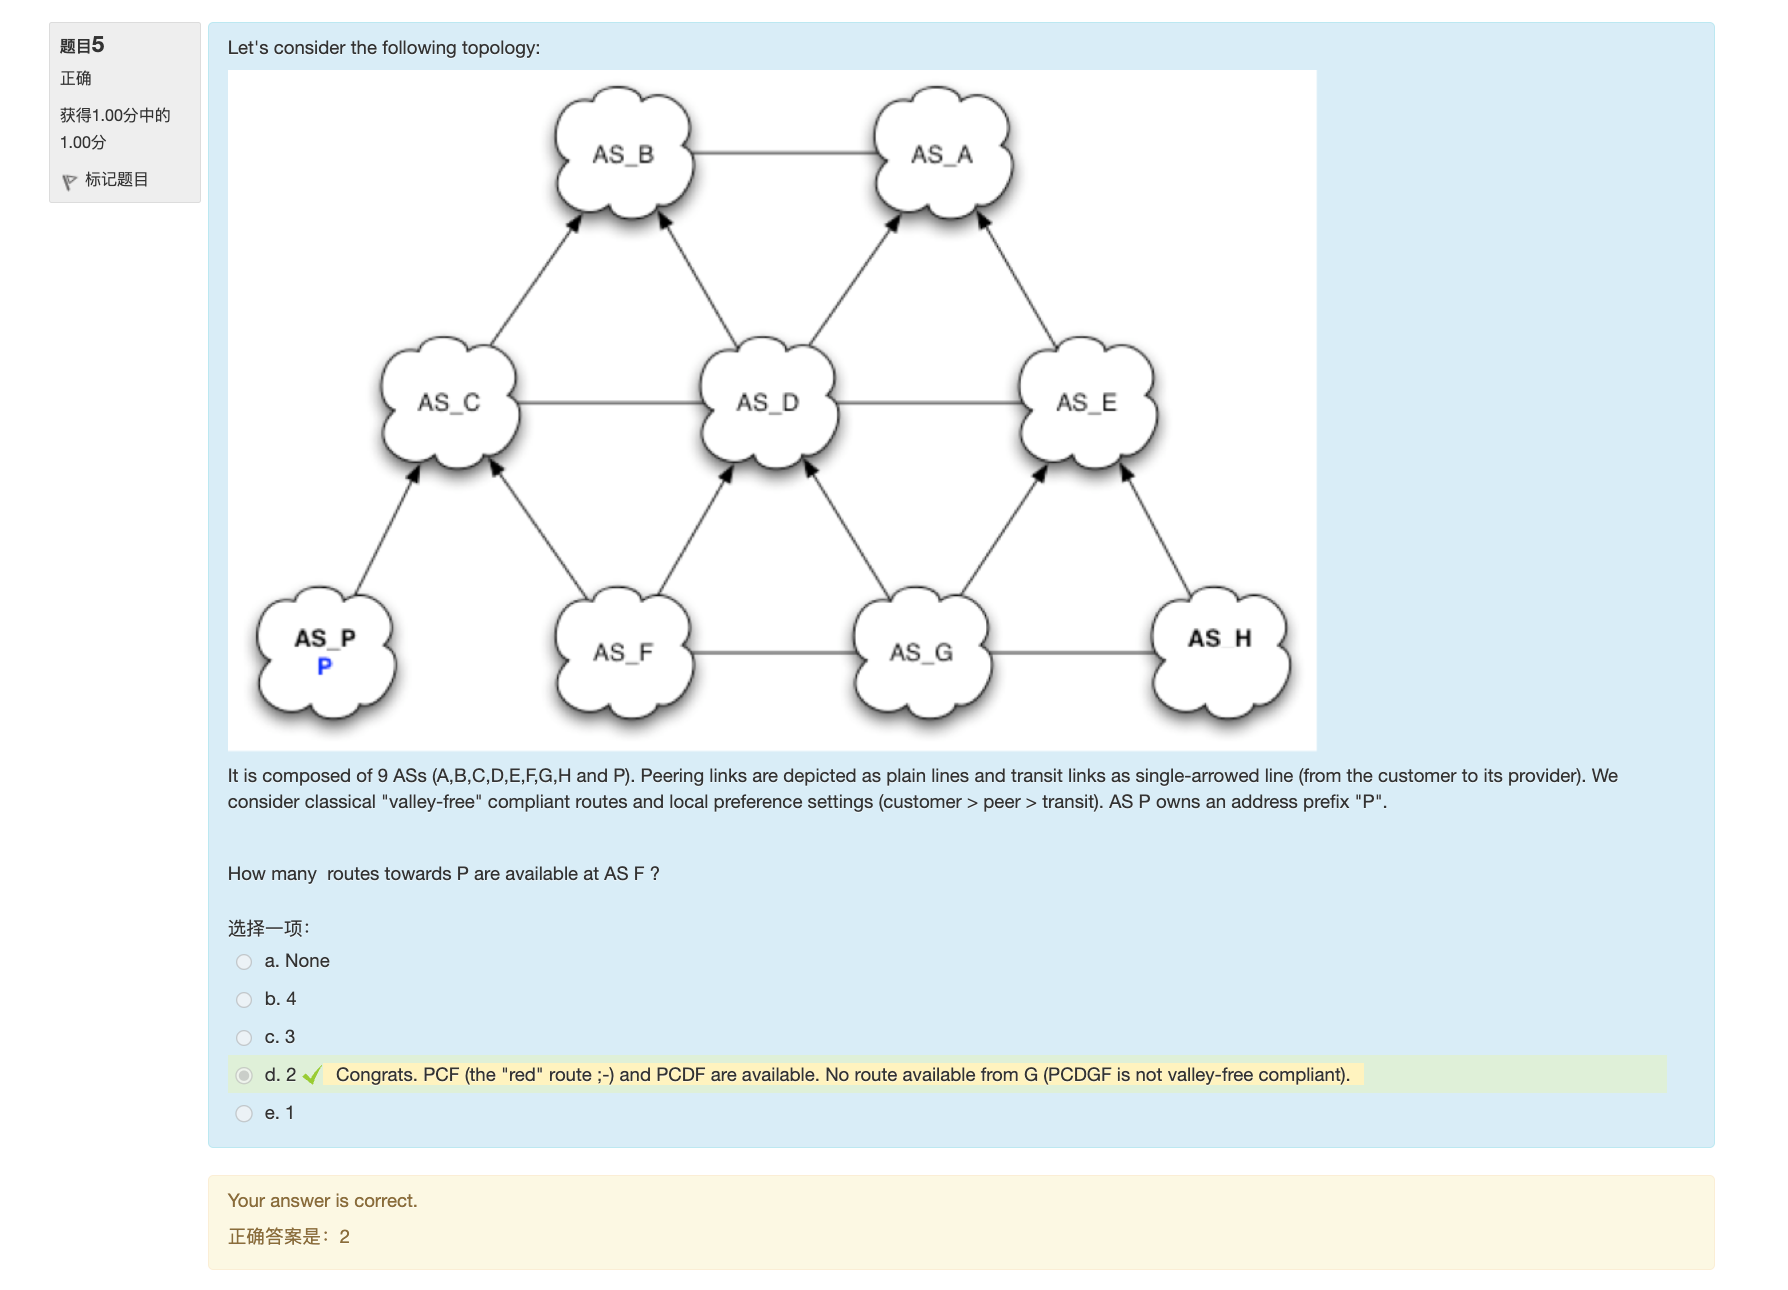 题目5
正确
获得1.00分中的
1.00分
标记题目
Let's consider the following topology:
AS_B
AS_A
AS_C
AS_D
AS_E
AS_P
P
AS_F
AS_G
AS_H
It is composed of 9 ASs (A,B,C,D,E,F,G,H and P). Peering links are depicted as plain lines and transit links as single-arrowed line (from the customer to its provider). We
consider classical "valley-free" compliant routes and local preference settings (customer > peer > transit). AS P owns an address prefix "P".
How many  routes towards P are available at AS F ?
选择一项：
a. None
b. 4
c. 3
d. 2 Congrats. PCF (the "red" route ;-) and PCDF are available. No route available from G (PCDGF is not valley-free compliant).
e. 1
Your answer is correct.
正确答案是：2